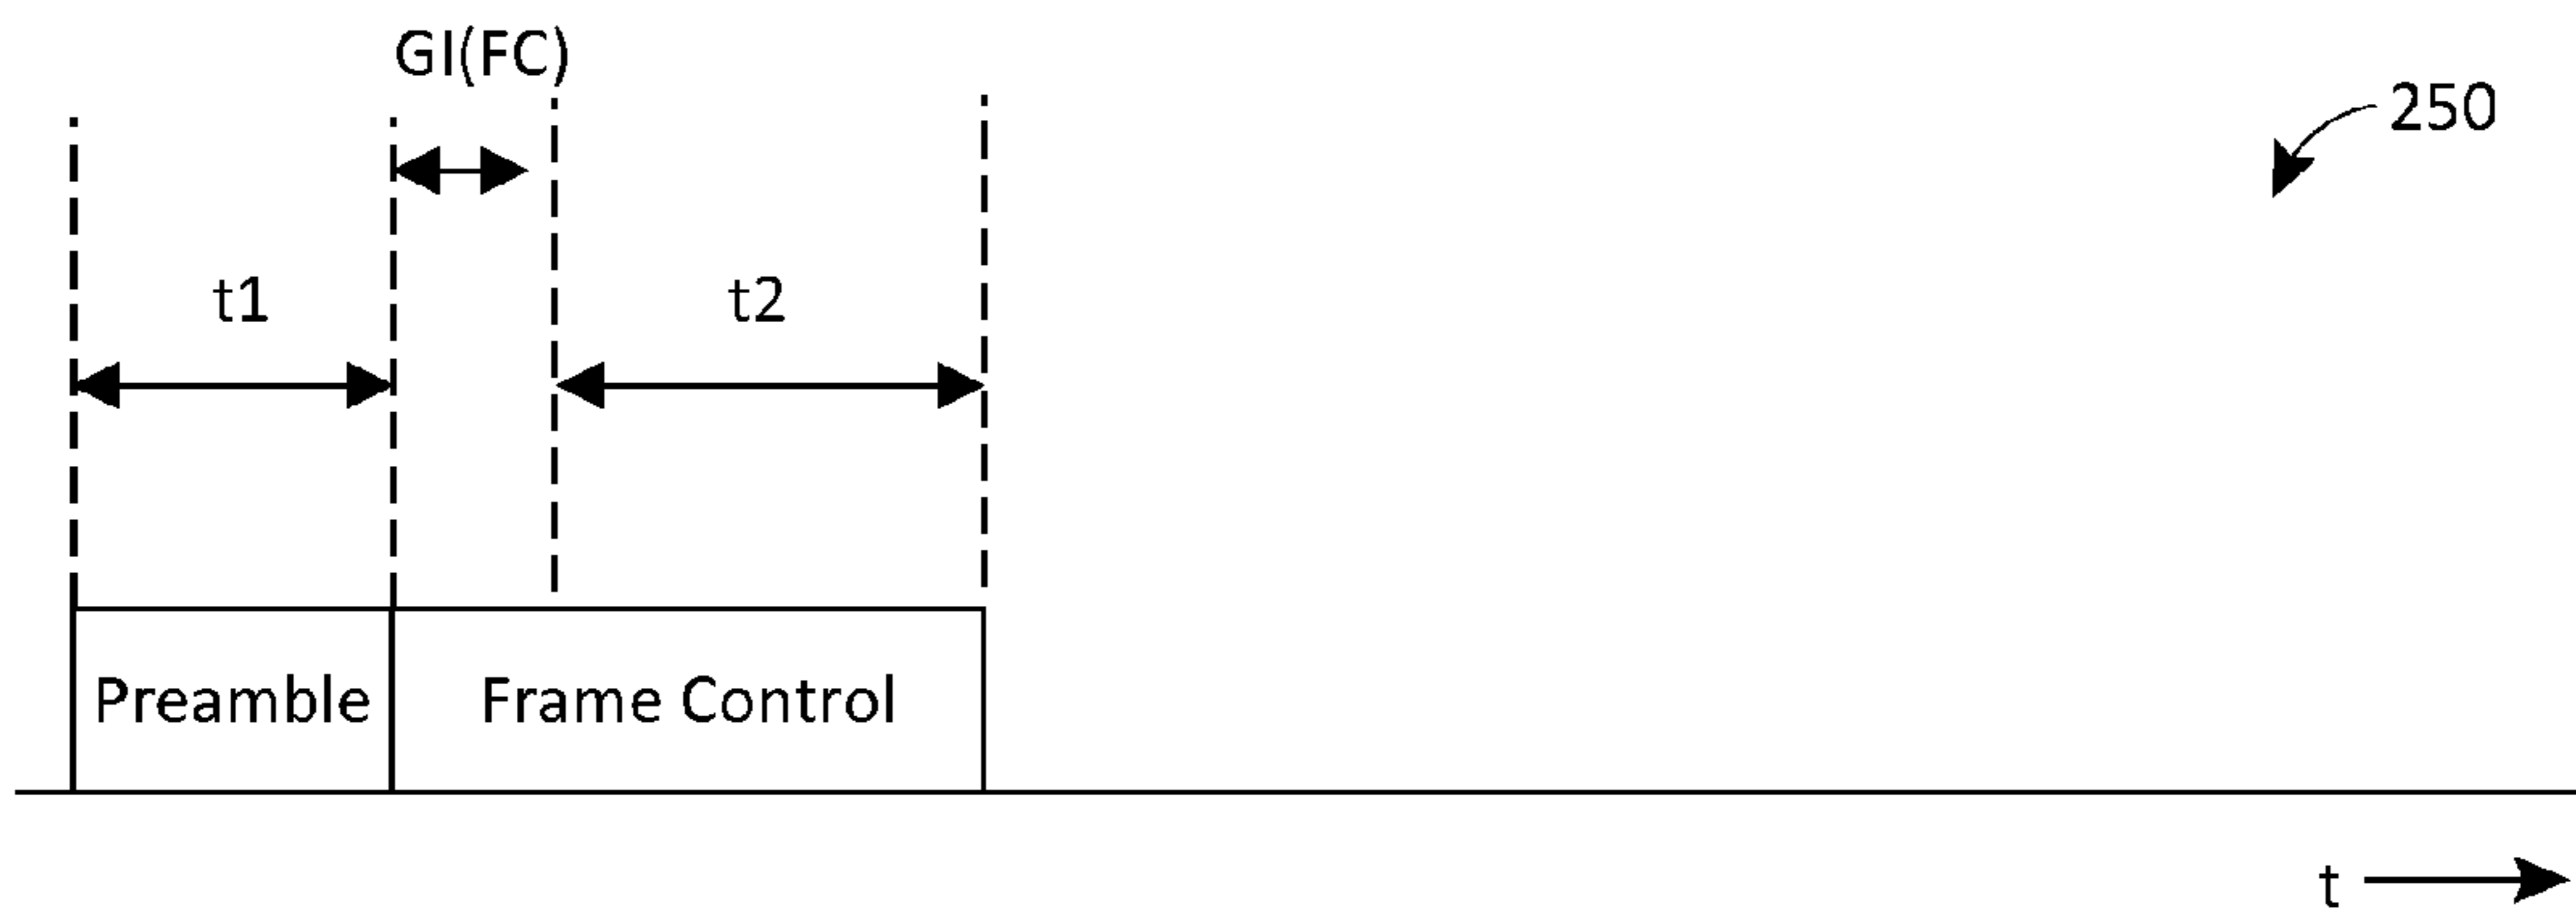 GI(FC)
250
t1
t2
Preamble
Frame Control
t